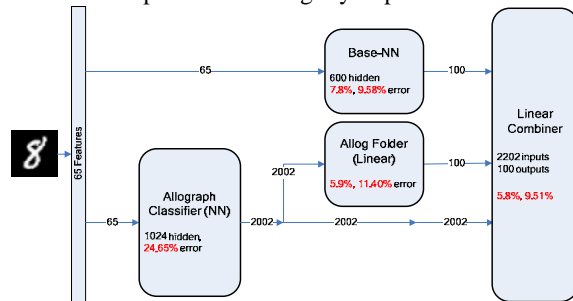 65 Features
8
65
Base-NN
600 hidden
7.8%, 9.58% error
100
Allog Folder
(Linear)
5.9%, 11.40% error
100
2002
65
Allograph
Classifier (NN)
1024 hidden,
24.65% error
2002
2002
2002
Linear
Combiner
2202 inputs
100 outputs
5.8%, 9.51%